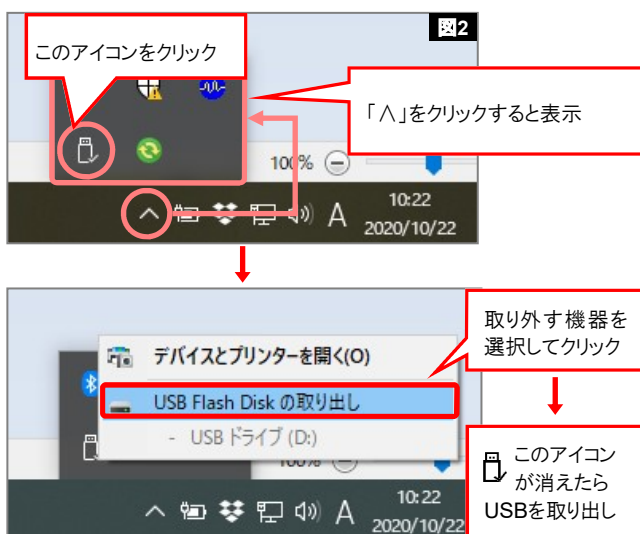 図2
このアイコンをクリック
「∧」をクリックすると表示
100%
10:22
A
2020/10/22
取り外す機器を
選択してクリック
デバイスとプリンターを開く(O)
USB Flash Disk の取り出し
- USB ドライブ (D:)
100%
このアイコン
が消えたら
USBを取り出し
10:22
A
2020/10/22